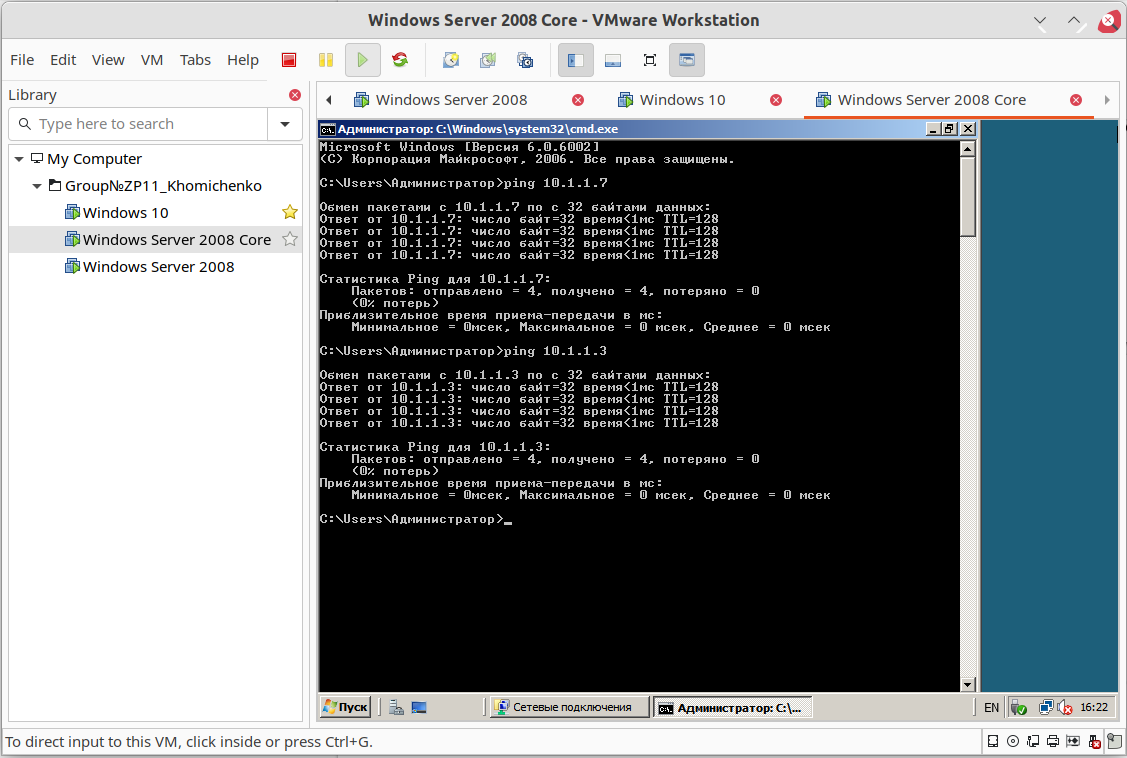 Windows Server 2008 Core - VMware Workstation
File Edit View VM Tabs Help
Library
Type here to search
My Computer
Group№ZP11_Khomichenko
Windows 10
Windows Server 2008 Core
Windows Server 2008
Windows Server 2008 Windows 10 Windows Server 2008 Core
Администратор: C:\Windows\system32\cmd.exe
Microsoft Windows [Версия 6.0.6002]
(C) Корпорация Майкрософт, 2006. Все права защищены.
C:\Users\Администратор>ping 10.1.1.7
Обмен пакетами с 10.1.1.7 по с 32 байтами данных:
Ответ от 10.1.1.7: число байт=32 время<1мс TTL=128
Ответ от 10.1.1.7: число байт=32 время<1мс TTL=128
Ответ от 10.1.1.7: число байт=32 время<1мс TTL=128
Ответ от 10.1.1.7: число байт=32 время<1мс TTL=128
Статистика Ping для 10.1.1.7:
Пакетов: отправлено = 4, получено = 4, потеряно = 0
(0% потерь)
Приблизительное время приема-передачи в мс:
Минимальное = 0мсек, Максимальное = 0 мсек, Среднее = 0 мсек
C:\Users\Администратор>ping 10.1.1.3
Обмен пакетами с 10.1.1.3 по с 32 байтами данных:
Ответ от 10.1.1.3: число байт=32 время<1мс TTL=128
Ответ от 10.1.1.3: число байт=32 время<1мс TTL=128
Ответ от 10.1.1.3: число байт=32 время<1мс TTL=128
Ответ от 10.1.1.3: число байт=32 время<1мс TTL=128
Статистика Ping для 10.1.1.3:
Пакетов: отправлено = 4, получено = 4, потеряно = 0
(0% потерь)
Приблизительное время приема-передачи в мс:
Минимальное = 0мсек, Максимальное = 0 мсек, Среднее = 0 мсек
C:\Users\Администратор>_
Пуск Сетевые подключения Администратор: C:\... EN 16:22
To direct input to this VM, click inside or press Ctrl+G.